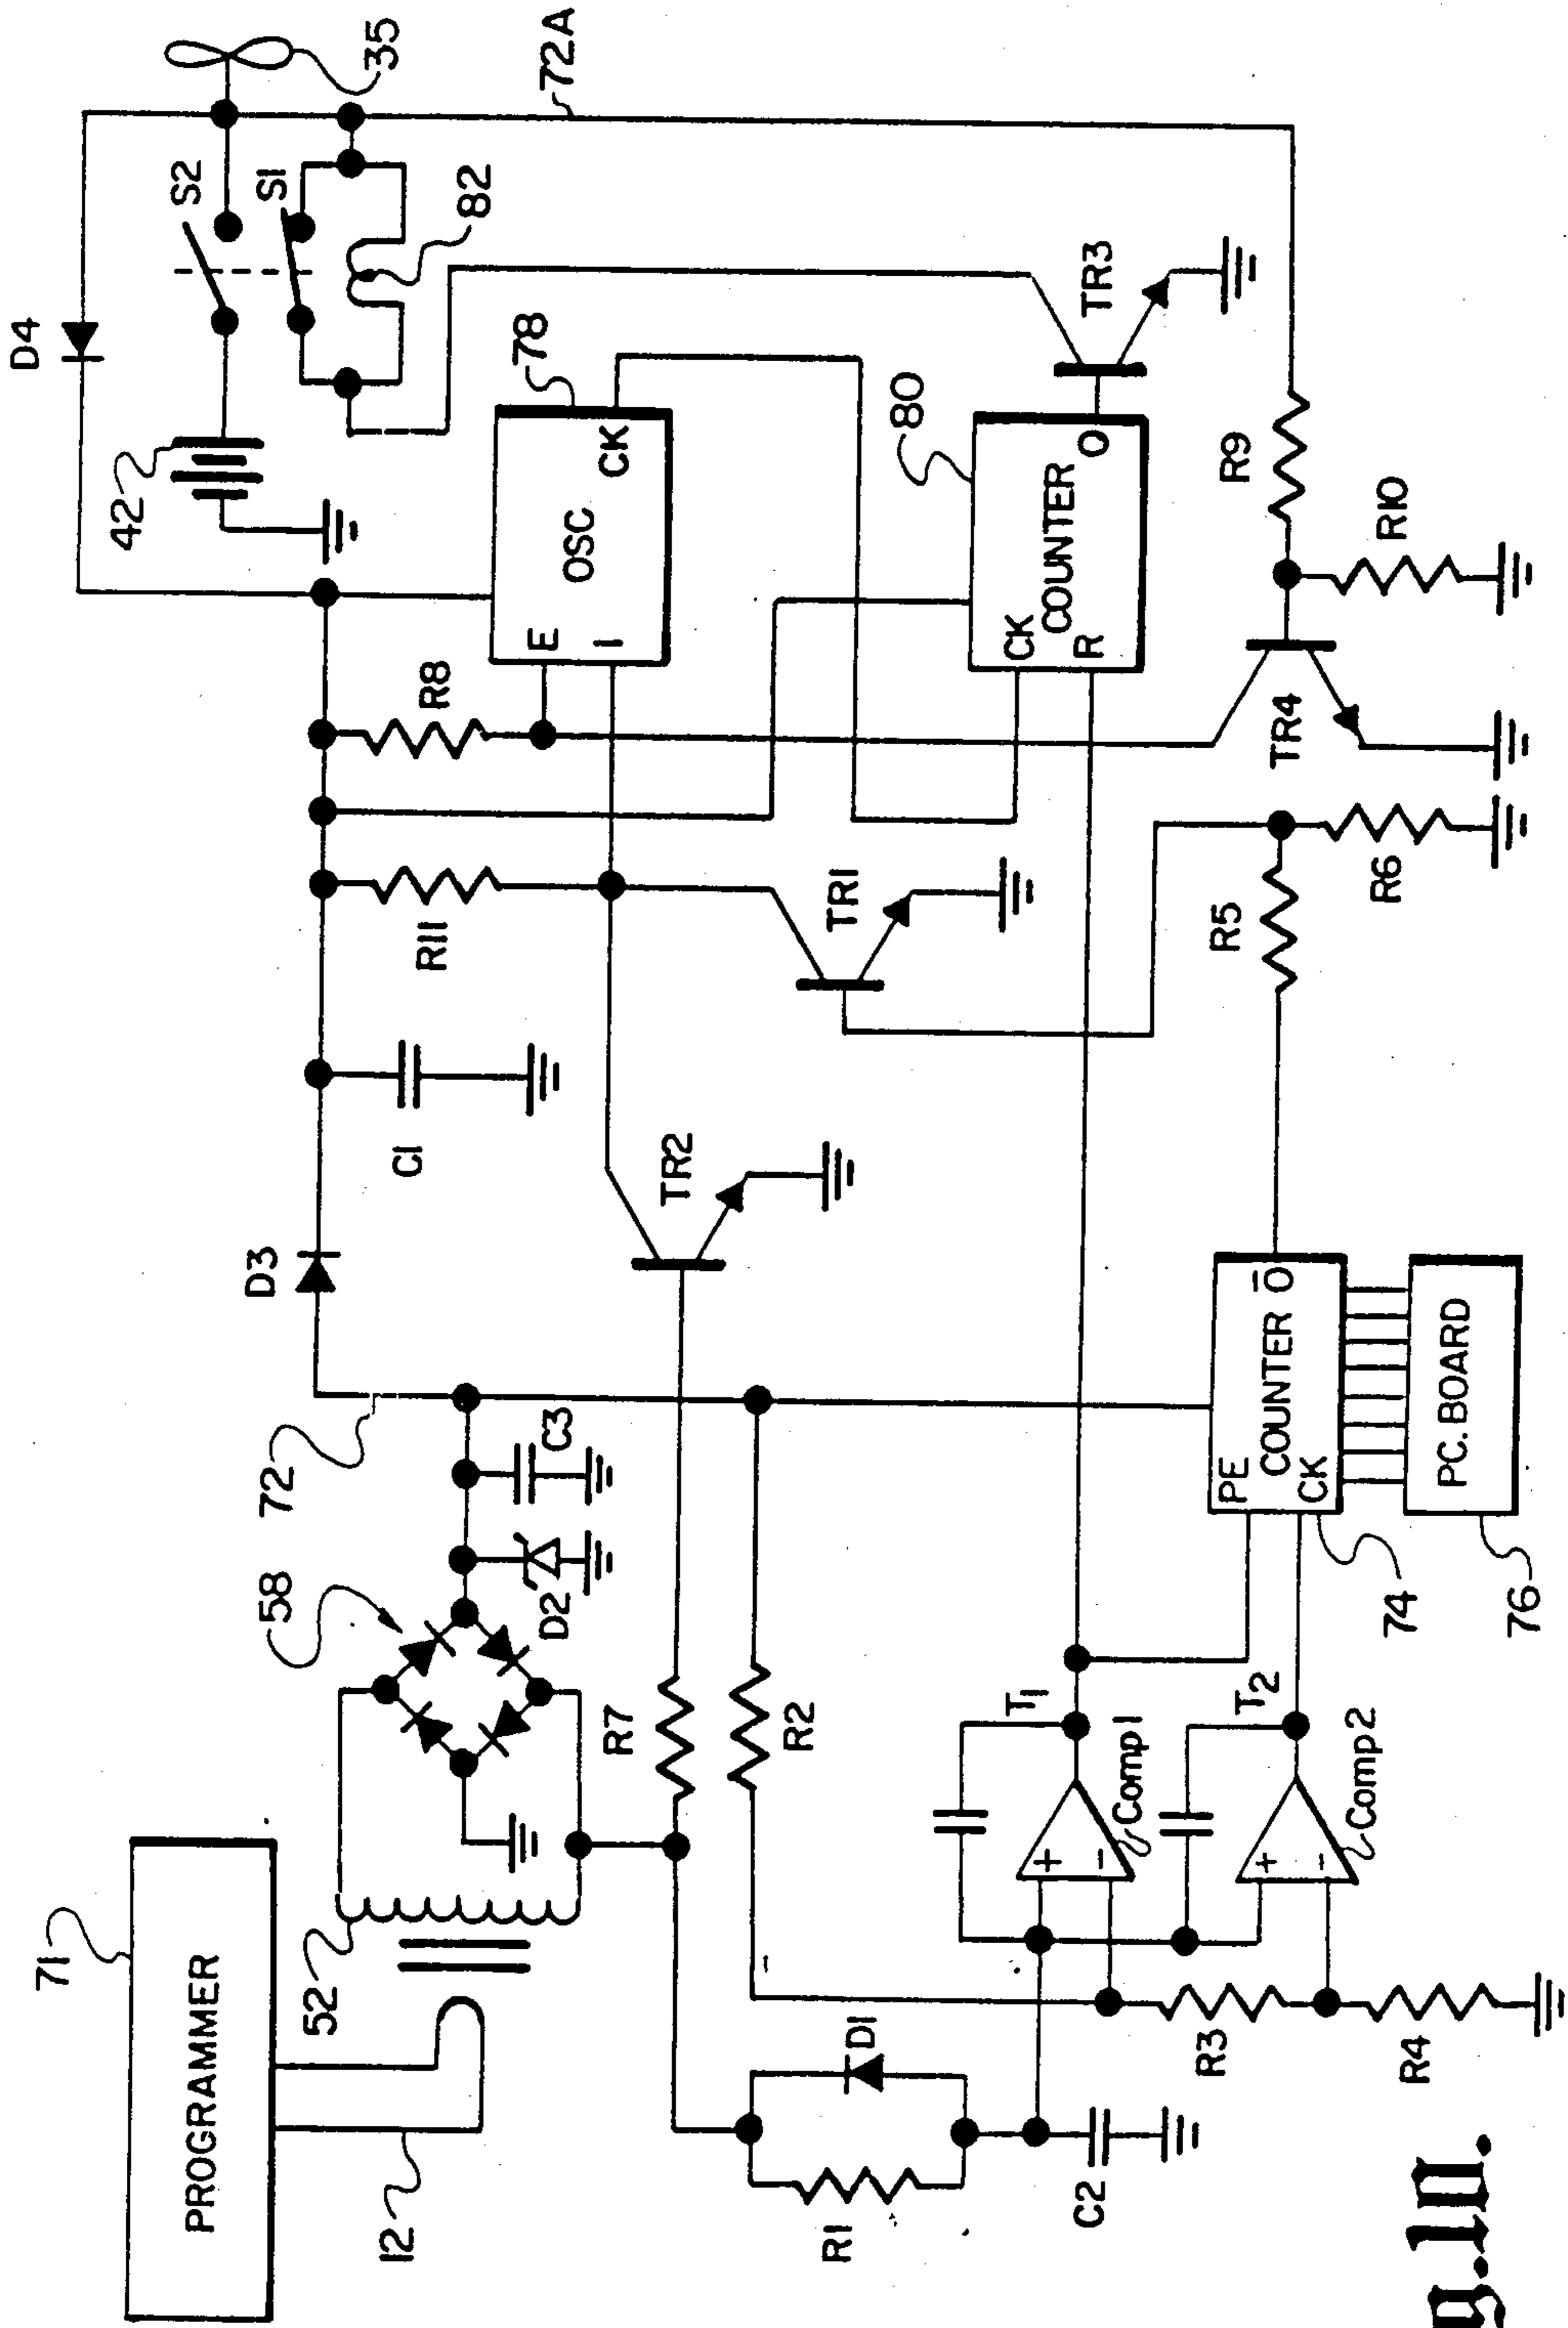 PROGRAMMER
71
12
52
58
72
D3
C1
R11
R8
D4
42
S2
S1
35
72A
82
78
OSC
E
I
CK
80
COUNTER
CK
R
O
TR3
TR2
TR1
TR4
R9
R10
R5
R6
D2
C3
R7
R2
R1
D1
C2
R3
R4
T1
Comp1
T2
Comp2
PE
COUNTER
CK
O
74
P.C. BOARD
76
g.10.